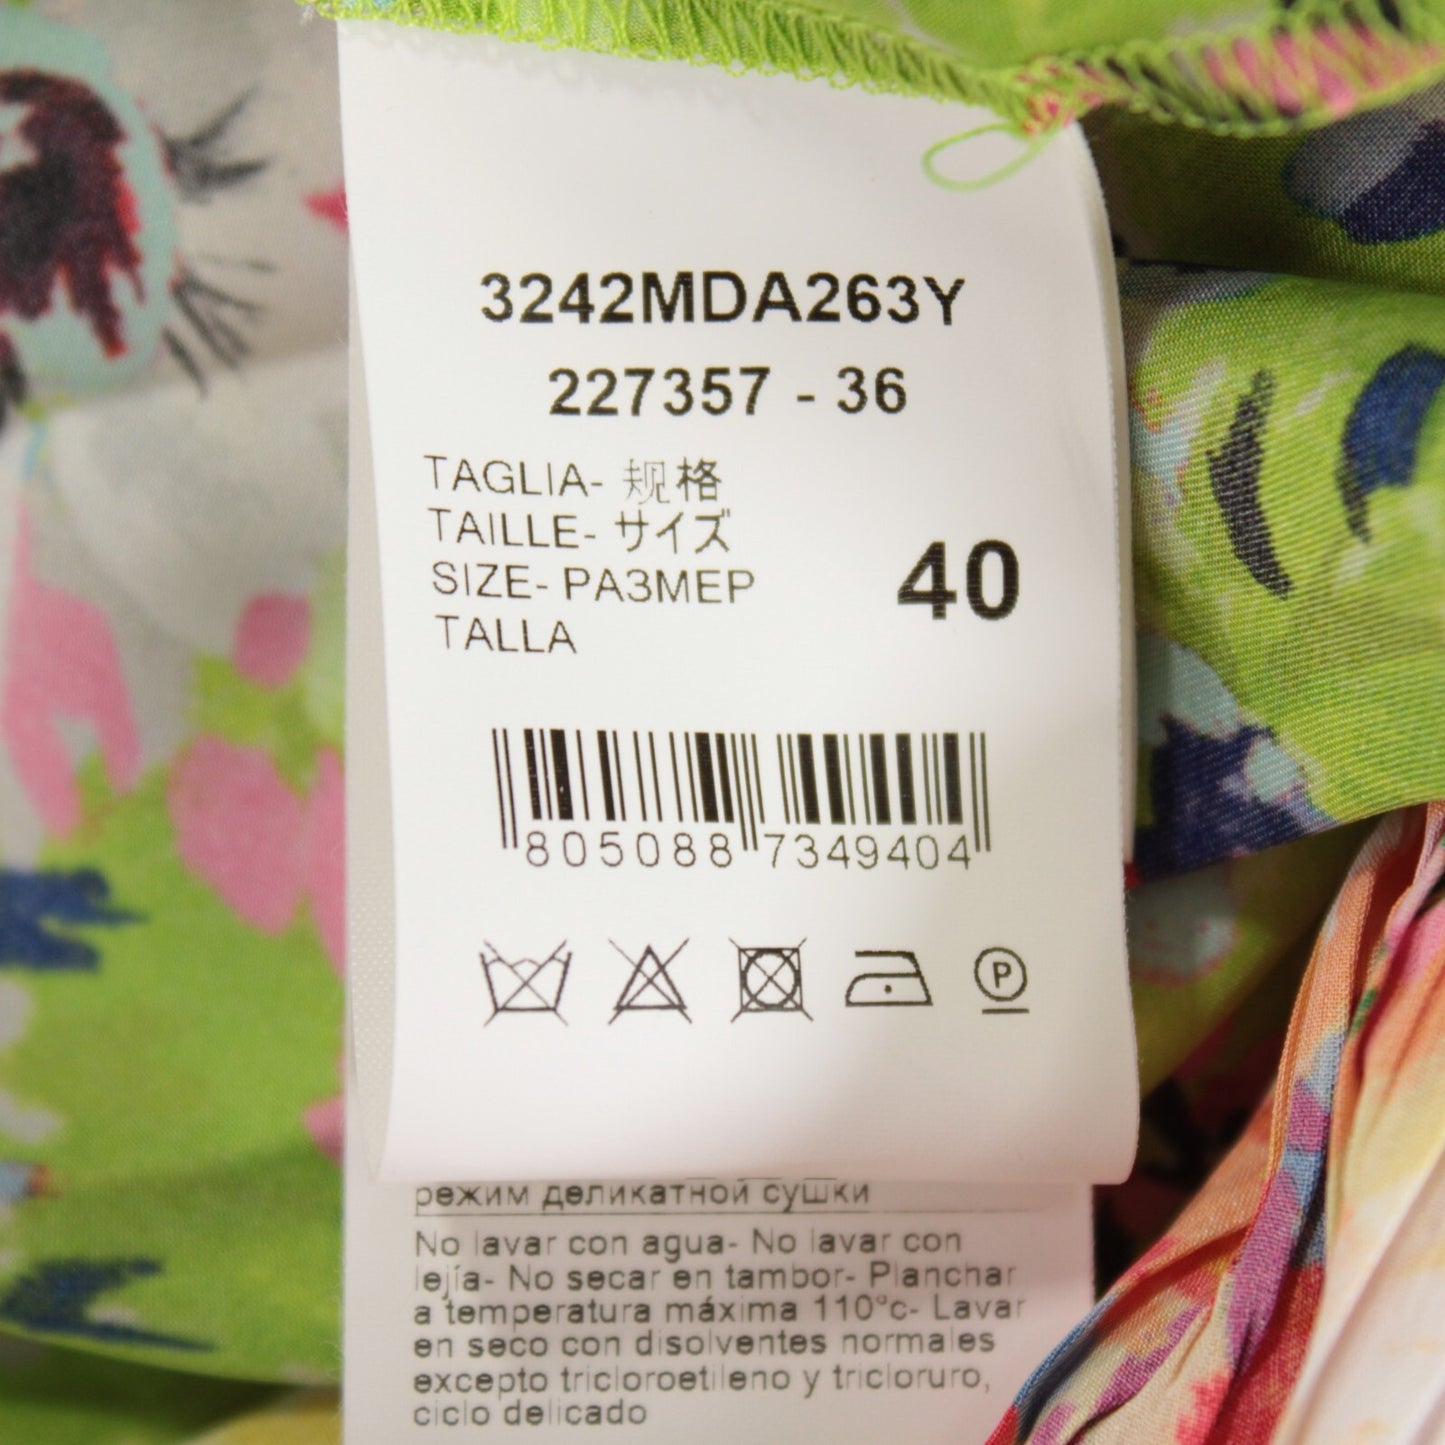 3242MDA263Y
227357 - 36
TAGLIA- 规格
TAILLE- サイズ
SIZE- РАЗМЕР
TALLA
40
805088 734940​4
P
режим деликатной сушки
No lavar con agua- No lavar con
lejía- No secar en tambor- Planchar
a temperatura máxima 110°c- Lavar
en seco con disolventes normales
excepto tricloroetileno y tricloruro,
ciclo delicado